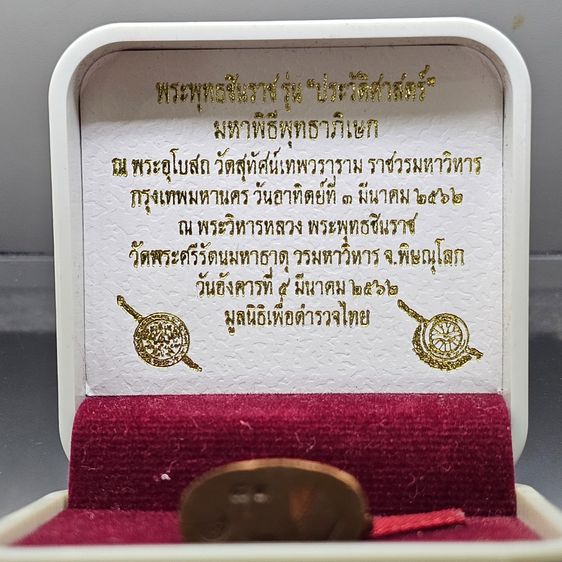 พระพุทธชินราช รุ่น "ประวัติศาสตร์"
มหาพิธีพุทธาภิเษก
ณ พระอุโบสถ วัดสุทัศน์เทพวราราม ราชวรมหาวิหาร
กรุงเทพมหานคร วันอาทิตย์ที่ ๓ มีนาคม ๒๕๖๒
ณ พระวิหารหลวง พระพุทธชินราช
วัดพระศรีรัตนมหาธาตุ วรมหาวิหาร จ.พิษณุโลก
วันอังคารที่ ๕ มีนาคม ๒๕๖๒
มูลนิธิเพื่อตำรวจไทย